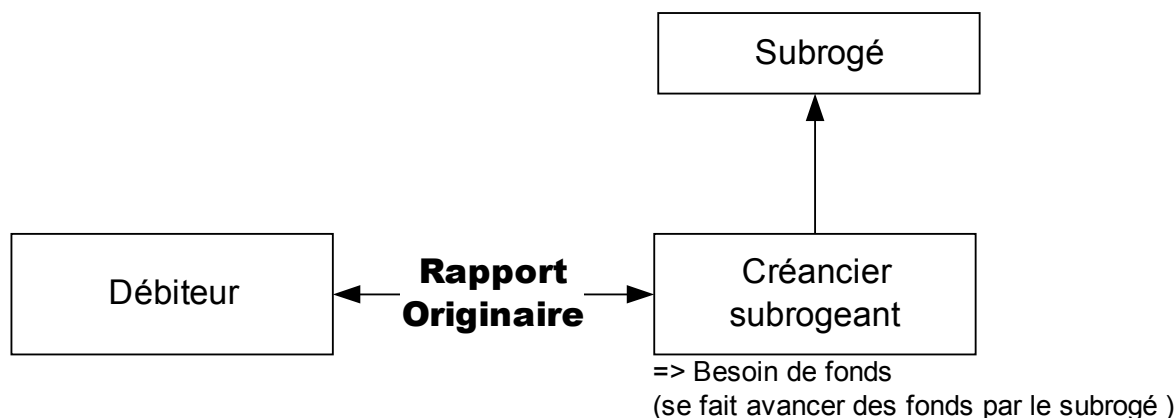 Subrogé
Débiteur
Rapport
Originaire
Créancier
subrogeant
=> Besoin de fonds
(se fait avancer des fonds par le subrogé )